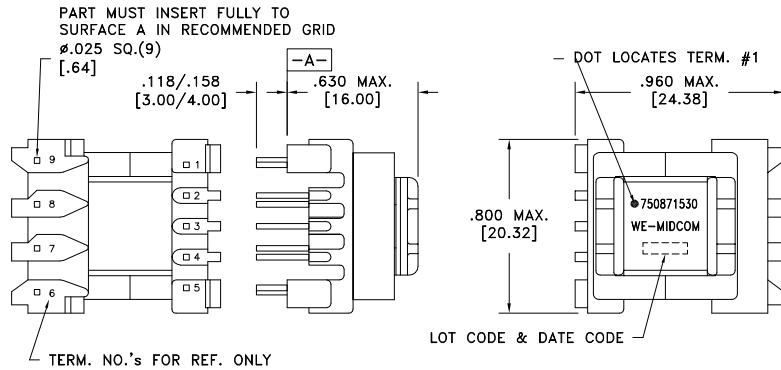 PART MUST INSERT FULLY TO
SURFACE A IN RECOMMENDED GRID
ø.025 SQ.(9)
[.64]
.118/.158
[3.00/4.00]
-A-
.630 MAX.
[16.00]
DOT LOCATES TERM. #1
.960 MAX.
[24.38]
9
1
8
2
3
7
4
6
5
.800 MAX.
[20.32]
750871530
WE-MIDCOM
LOT CODE & DATE CODE
TERM. NO.'s FOR REF. ONLY